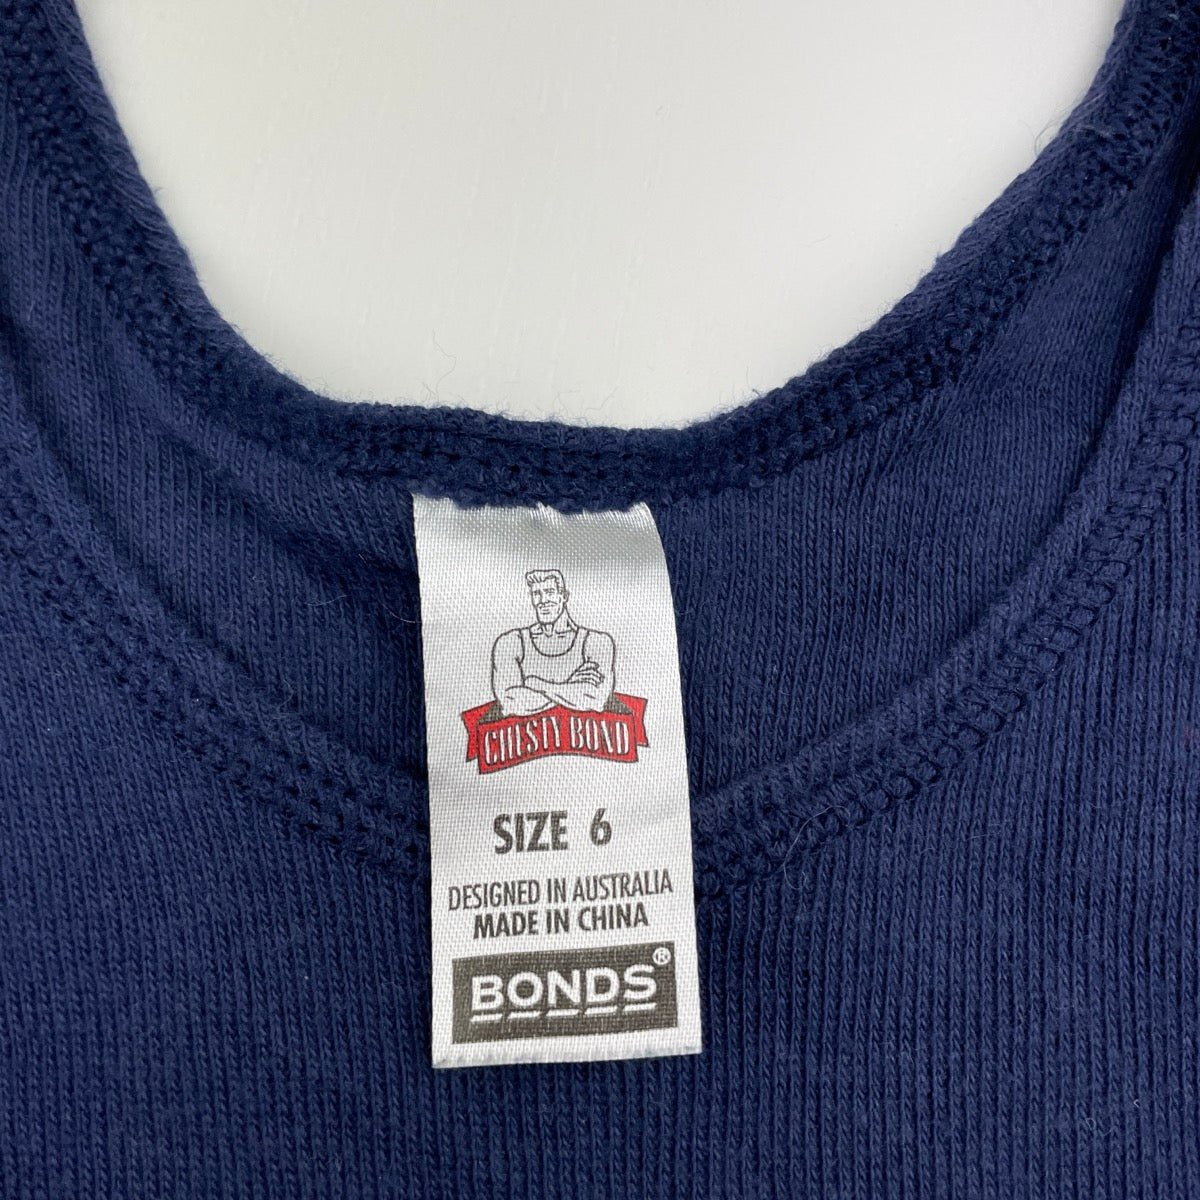 CHESTY BOND
SIZE 6
DESIGNED IN AUSTRALIA
MADE IN CHINA
BONDS®